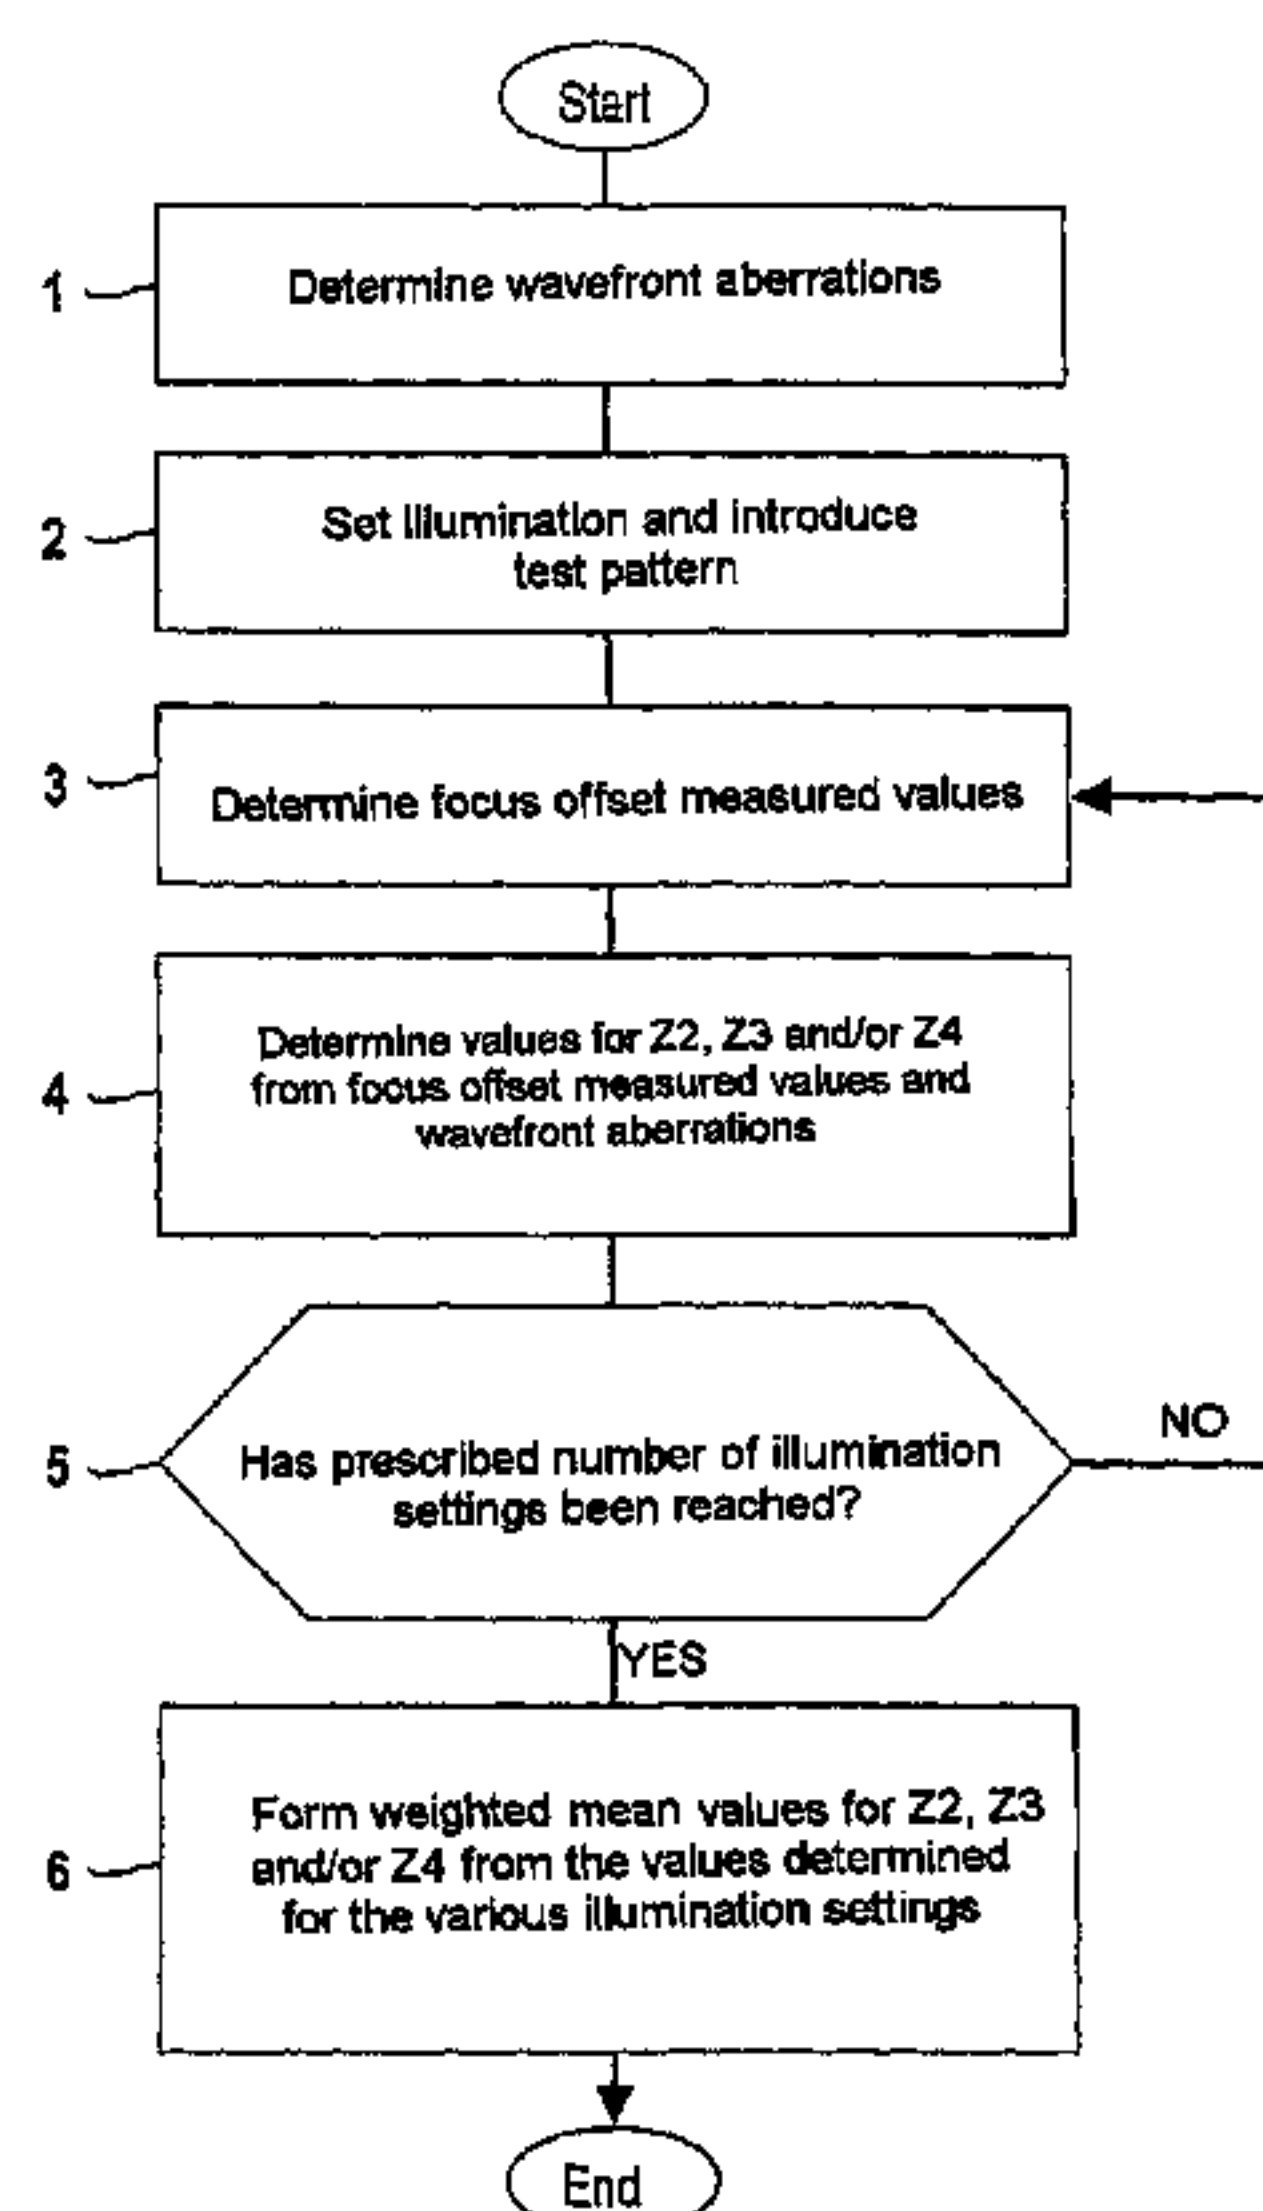 Start
1
Determine wavefront aberrations
2
Set illumination and introduce
test pattern
3
Determine focus offset measured values
4
Determine values for Z2, Z3 and/or Z4
from focus offset measured values and
wavefront aberrations
5
Has prescribed number of illumination
settings been reached?
NO
YES
6
Form weighted mean values for Z2, Z3
and/or Z4 from the values determined
for the various illumination settings
End